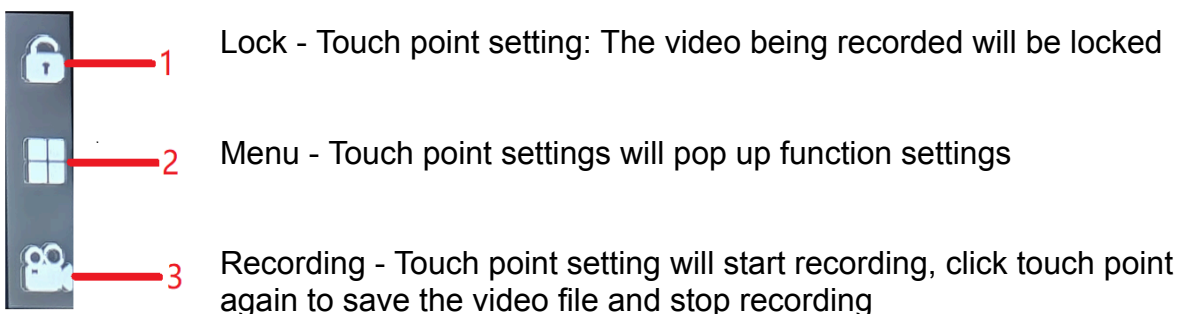 1 Lock - Touch point setting: The video being recorded will be locked
2 Menu - Touch point settings will pop up function settings
3 Recording - Touch point setting will start recording, click touch point
again to save the video file and stop recording